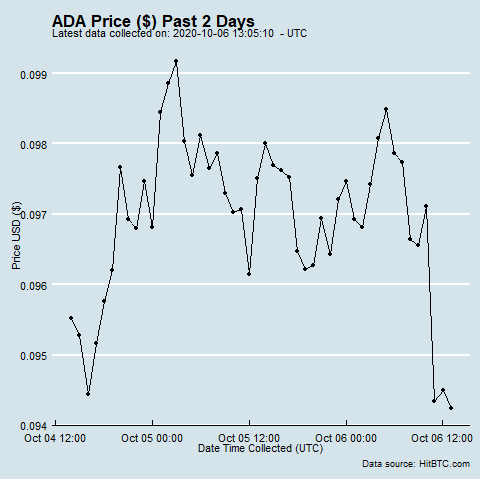 ADA Price ($) Past 2 Days
Latest data collected on: 2020-10-06 13:05:10  - UTC
Price USD ($)
0.099
0.098
0.097
0.096
0.095
0.094
Oct 04 12:00 Oct 05 00:00 Oct 05 12:00 Oct 06 00:00 Oct 06 12:00
Date Time Collected (UTC)
Data source: HitBTC.com